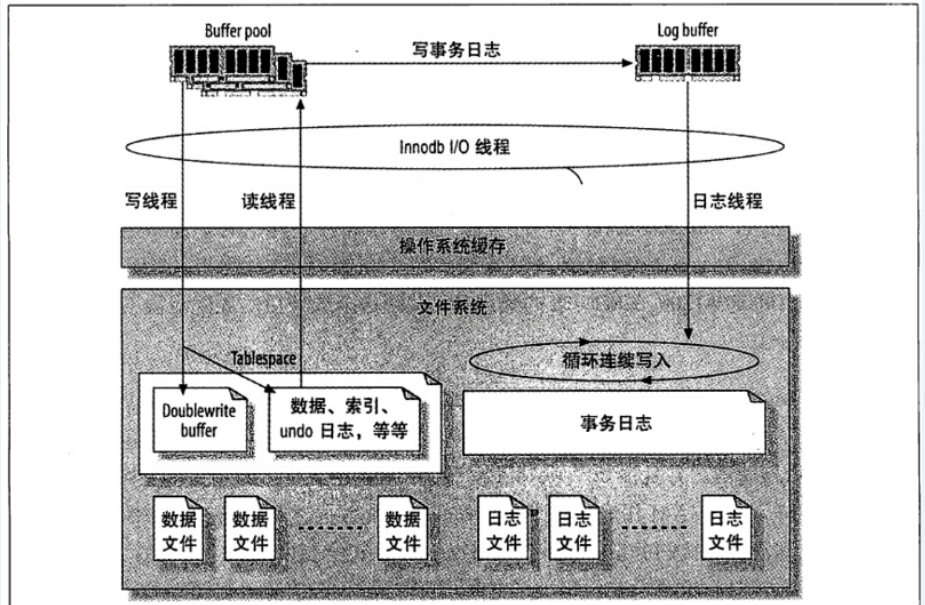 Buffer pool
Log buffer
写事务日志
Innodb I/O 线程
写线程
读线程
日志线程
操作系统缓存
文件系统
Tablespace
循环连续写入
Doublewrite
buffer
数据、索引、
undo 日志，等等
事务日志
数据
文件
数据
文件
数据
文件
日志
文件
日志
文件
日志
文件